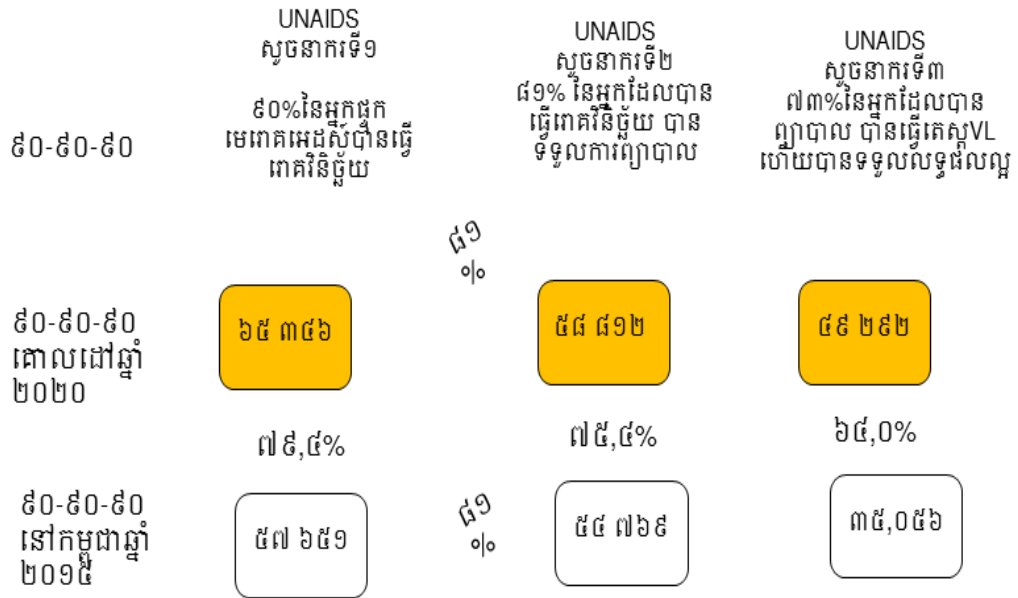 UNAIDS
សូចនាករទី១
៩០%នៃអ្នកផ្ទុក
មេរោគអេដស៍បានធ្វើ
រោគវិនិច្ឆ័យ
UNAIDS
សូចនាករទី២
៨១% នៃអ្នកដែលបាន
ធ្វើរោគវិនិច្ឆ័យ បាន
ទទួលការព្យាបាល
UNAIDS
សូចនាករទី៣
៧៣%នៃអ្នកដែលបាន
ព្យាបាល បានធ្វើតេស្តVL
ហើយបានទទួលលទ្ធផលល្អ
៩០-៩០-៩០
៨១
%
៩០-៩០-៩០
គោលដៅឆ្នាំ
២០២០
៦៥ ៣៤៦
៥៨ ៨១២
៤៩ ២៩២
៧៩,៤%
៧៥,៤%
៦៤,០%
៩០-៩០-៩០
នៅកម្ពុជាឆ្នាំ
២០១៥
៥៧ ៦៥១
៨១
%
៥៤ ៧៦៩
៣៥,០៥៦